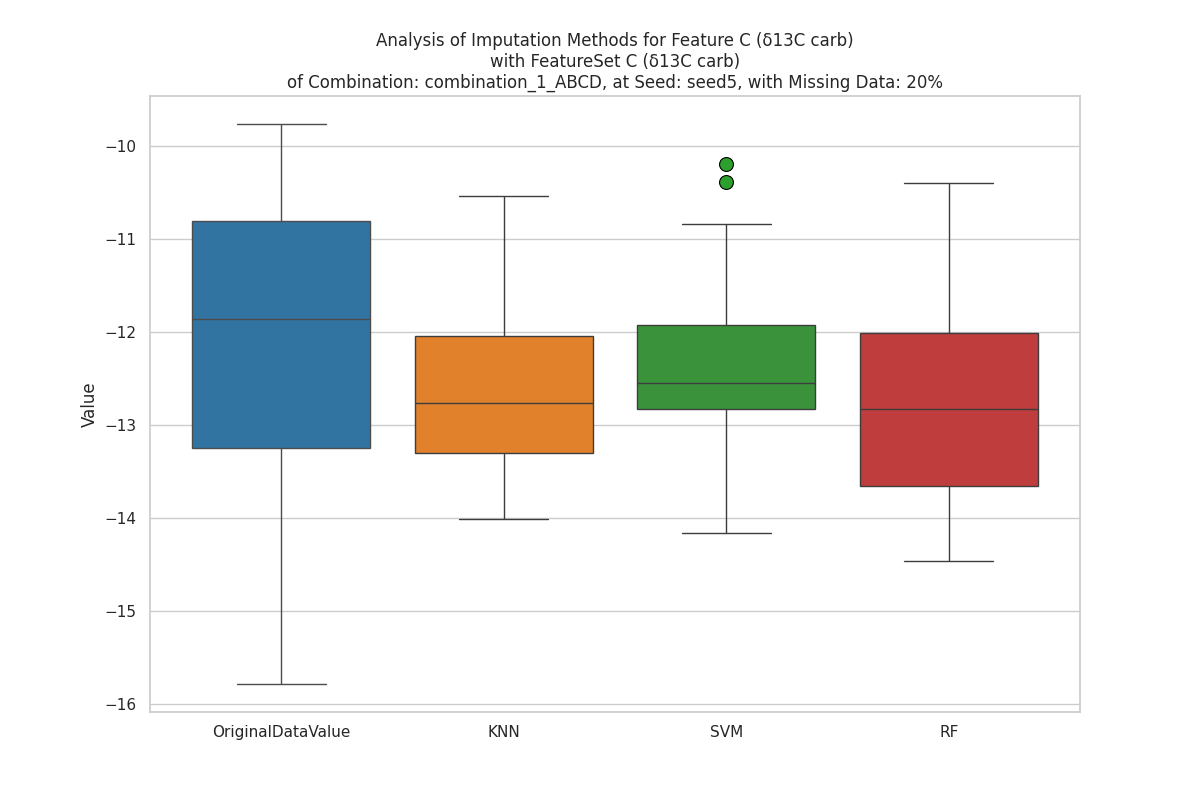 Analysis of Imputation Methods for Feature C (δ13C carb)
with FeatureSet C (δ13C carb)
of Combination: combination_1_ABCD, at Seed: seed5, with Missing Data: 20%
Value
−10
−11
−12
−13
−14
−15
−16
OriginalDataValue
KNN
SVM
RF